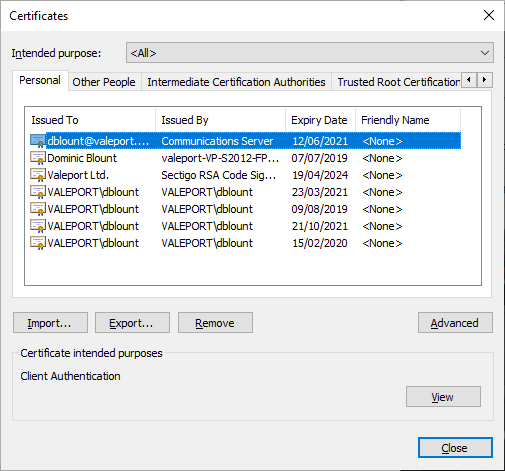 Certificates
Intended purpose: <All>
Personal Other People Intermediate Certification Authorities Trusted Root Certification
Issued To Issued By Expiry Date Friendly Name
dblount@valeport.... Communications Server 12/06/2021 <None>
Dominic Blount valeport-VP-S2012-FP... 07/07/2019 <None>
Valeport Ltd. Sectigo RSA Code Sig... 19/04/2024 <None>
VALEPORT\dblount VALEPORT\dblount 23/03/2021 <None>
VALEPORT\dblount VALEPORT\dblount 09/08/2019 <None>
VALEPORT\dblount VALEPORT\dblount 21/10/2021 <None>
VALEPORT\dblount VALEPORT\dblount 15/02/2020 <None>
Import... Export... Remove Advanced
Certificate intended purposes
Client Authentication
View
Close